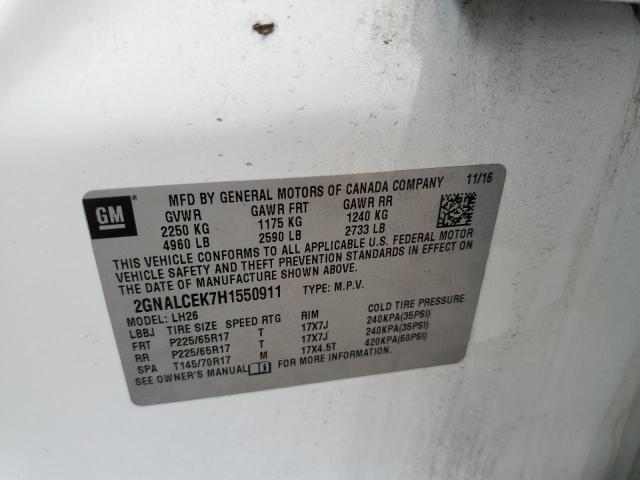 MFD BY GENERAL MOTORS OF CANADA COMPANY 11/16
GM®
GVWR GAWR FRT GAWR RR
2250 KG 1175 KG 1240 KG
4960 LB 2590 LB 2733 LB
THIS VEHICLE CONFORMS TO ALL APPLICABLE U.S. FEDERAL MOTOR
VEHICLE SAFETY AND THEFT PREVENTION STANDARDS IN EFFECT ON
THE DATE OF MANUFACTURE SHOWN ABOVE.
2GNALCEK7H1550911 TYPE: M.P.V.
MODEL: LH26
LBBJ TIRE SIZE SPEED RTG RIM COLD TIRE PRESSURE
FRT P225/65R17 T 17X7J 240KPA(35PSI)
RR P225/65R17 T 17X7J 240KPA(35PSI)
SPA T145/70R17 M 17X4.5T 420KPA(60PSI)
SEE OWNER'S MANUAL FOR MORE INFORMATION.